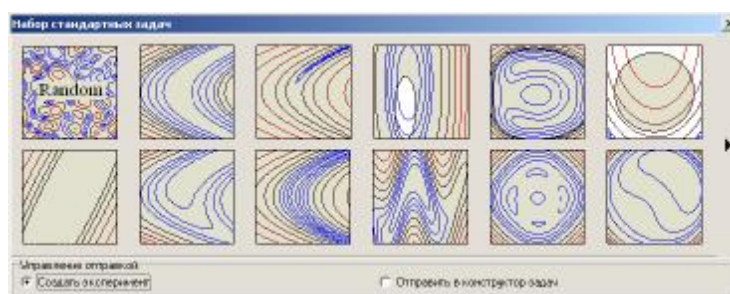 Набор стандартных задач
Random
Управление отправкой
Создать эксперимент
Отправить в конструктор задач